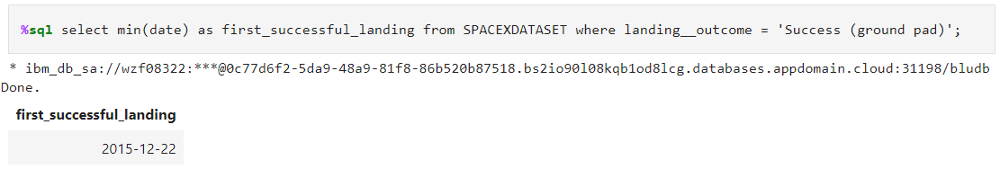 %sql select min(date) as first_successful_landing from SPACEXDATASET where landing__outcome = 'Success (ground pad)';
* ibm_db_sa://wzf08322:***@0c77d6f2-5da9-48a9-81f8-86b520b87518.bs2io90l08kqb1od8lcg.databases.appdomain.cloud:31198/bludb
Done.
first_successful_landing
2015-12-22